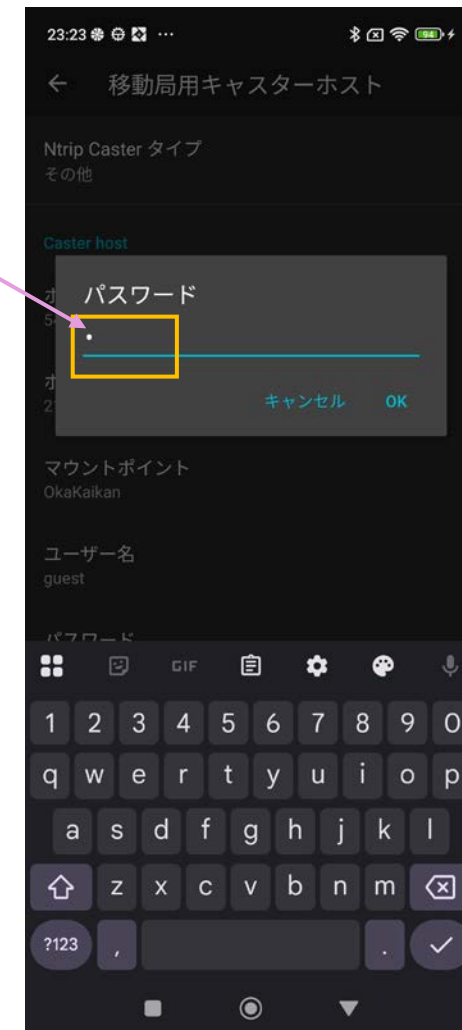 23:23
94
移動局用キャスターホスト
Ntrip Caster タイプ
その他
Caster host
パスワード
•
キャンセル OK
マウントポイント
OkaKaikan
ユーザー名
guest
パスワード
GIF
1 2 3 4 5 6 7 8 9 0
q w e r t y u i o p
a s d f g h j k l
z x c v b n m
?123 , .